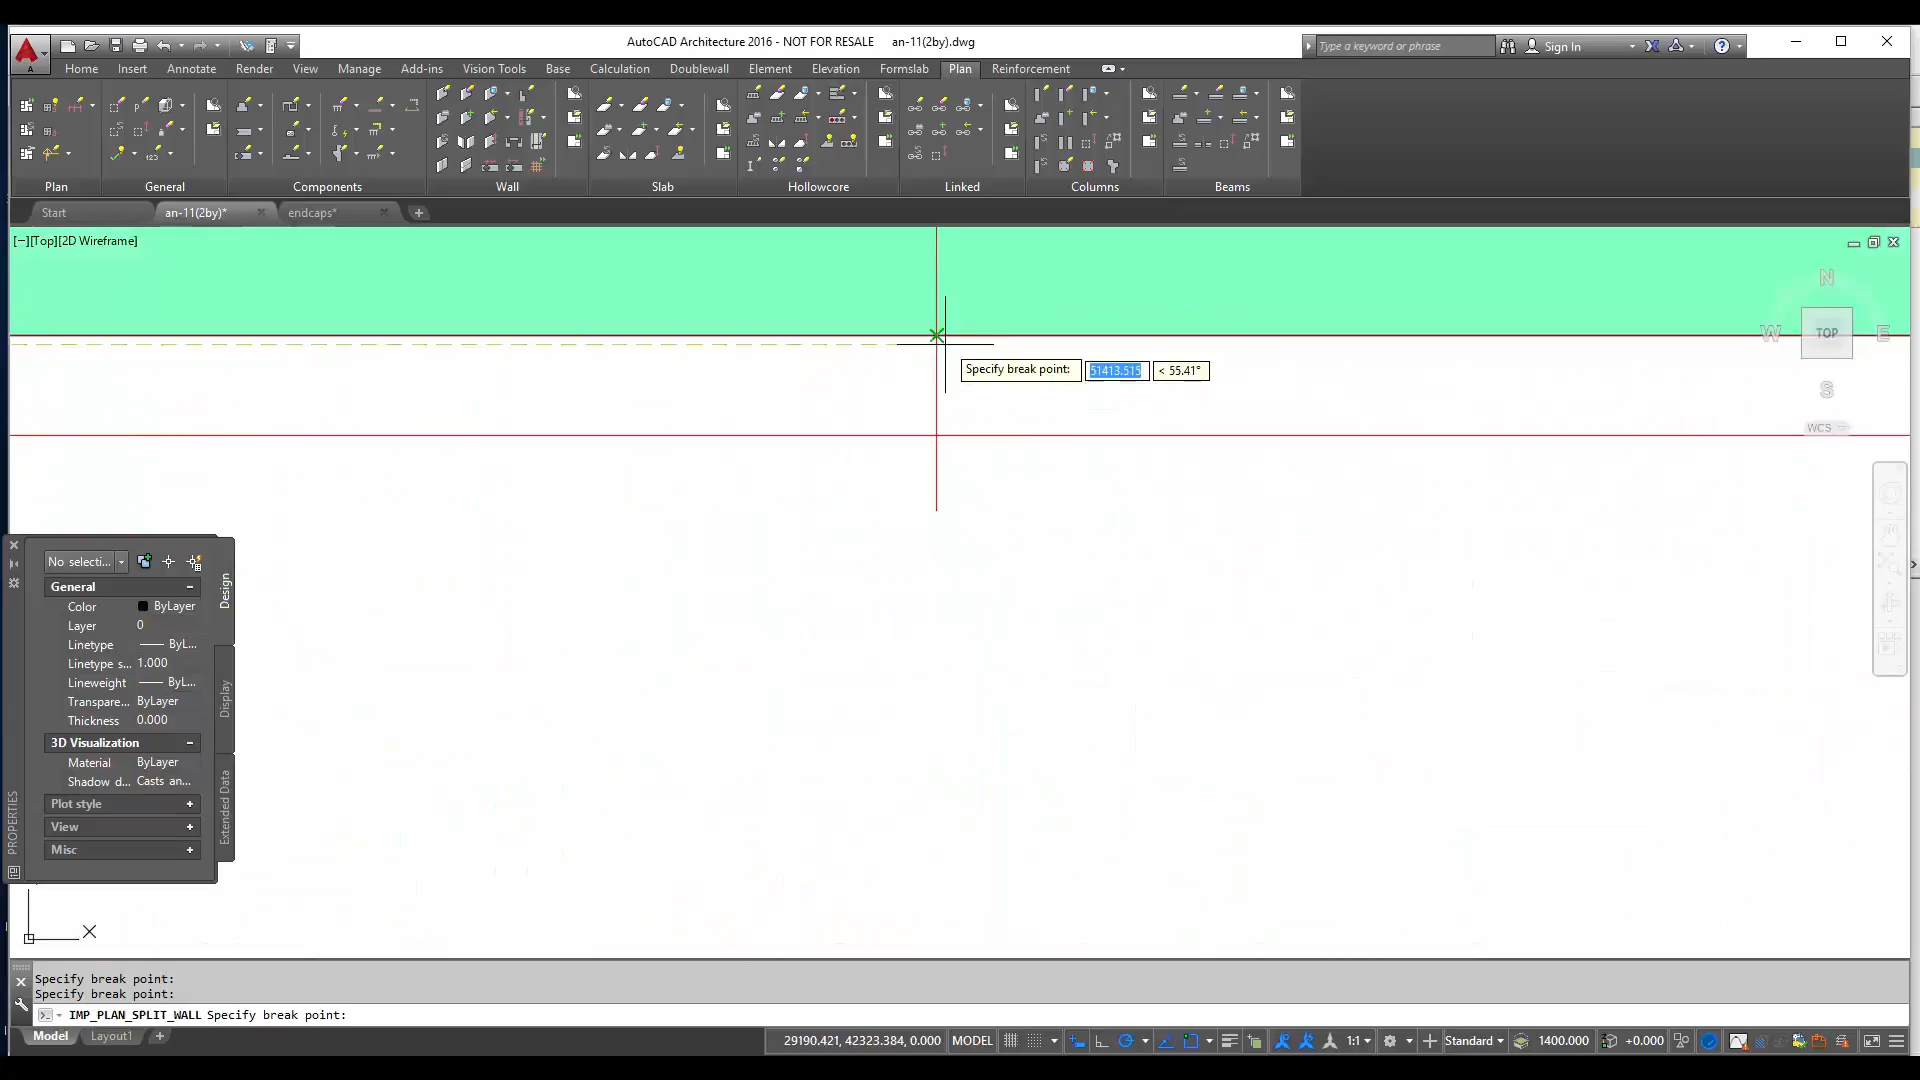 AutoCAD Architecture 2016 - NOT FOR RESALE an-11(2by).dwg
Type a keyword or phrase
Sign In
Home Insert Annotate Render View Manage Add-ins Vision Tools Base Calculation Doublewall Element Elevation Formslab Plan Reinforcement
Plan General Components Wall Slab Hollowcore Linked Columns Beams
Start an-11(2by)* endcaps*
[−][Top][2D Wireframe]
N
W TOP E
S
WCS
Specify break point: 51413.515 < 55.41°
No selecti...
General
Color ByLayer
Layer 0
Linetype ByL...
Linetype s... 1.000
Lineweight ByL...
Transpare... ByLayer
Thickness 0.000
3D Visualization
Material ByLayer
Shadow d... Casts an...
Plot style
View
Misc
Design
Display
Extended Data
PROPERTIES
X
Specify break point:
Specify break point:
IMP_PLAN_SPLIT_WALL Specify break point:
Model Layout1
29190.421, 42323.384, 0.000 MODEL 1:1 Standard 1400.000 +0.000